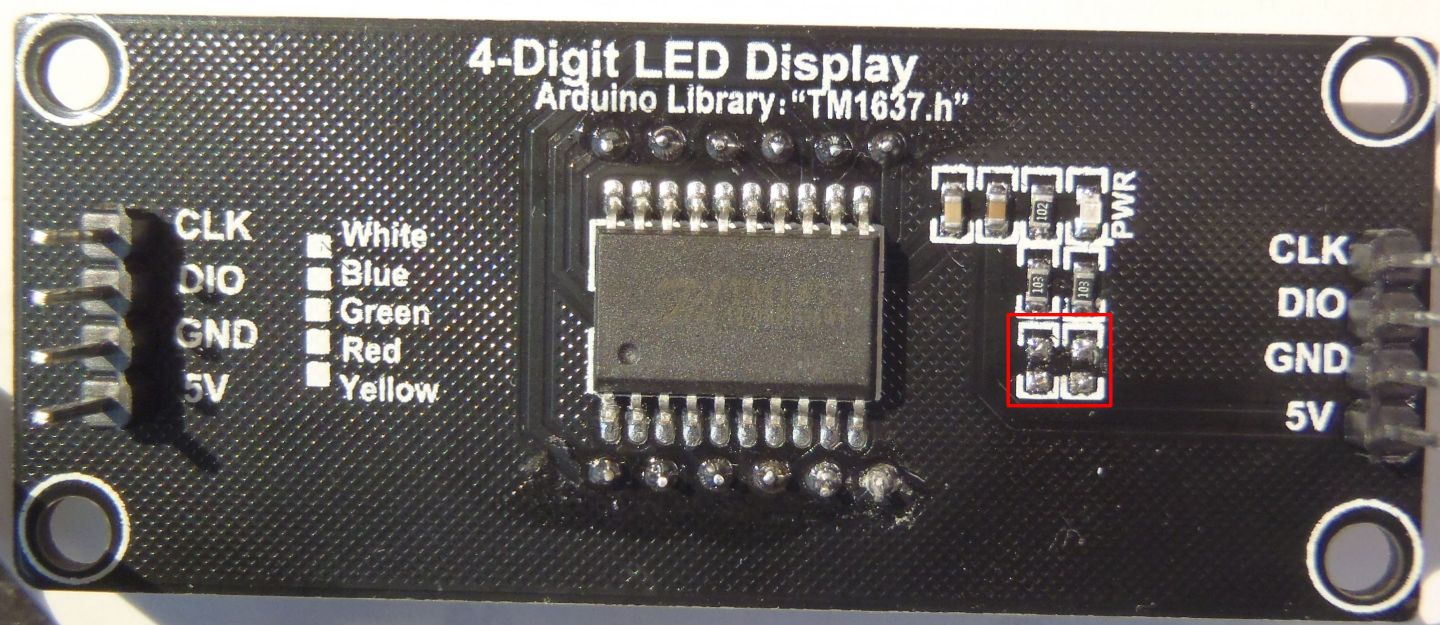 4-Digit LED Display
Arduino Library: “TM1637.h”
CLK
DIO
GND
5V
White
Blue
Green
Red
Yellow
102
PWR
103
103
CLK
DIO
GND
5V